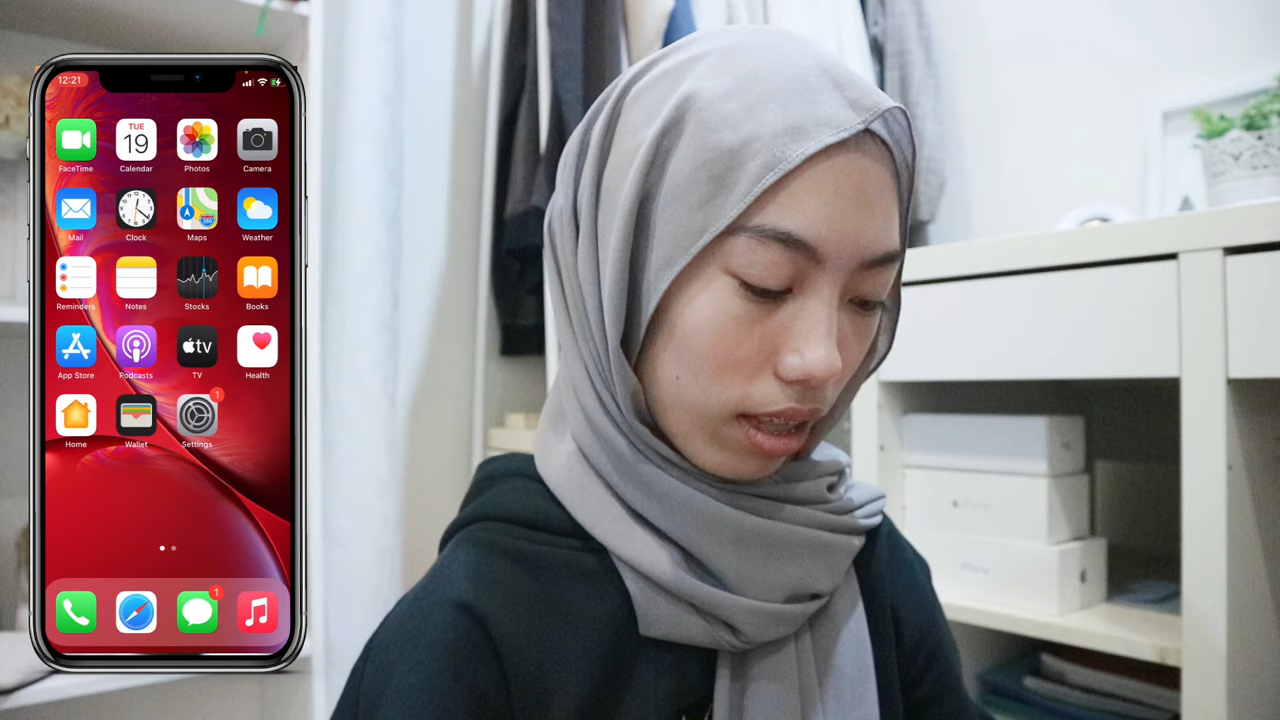 12:21
TUE
19
FaceTime
Calendar
Photos
Camera
Mail
Clock
Maps
Weather
Reminders
Notes
Stocks
Books
App Store
Podcasts
tv
TV
Health
1
Home
Wallet
Settings
1